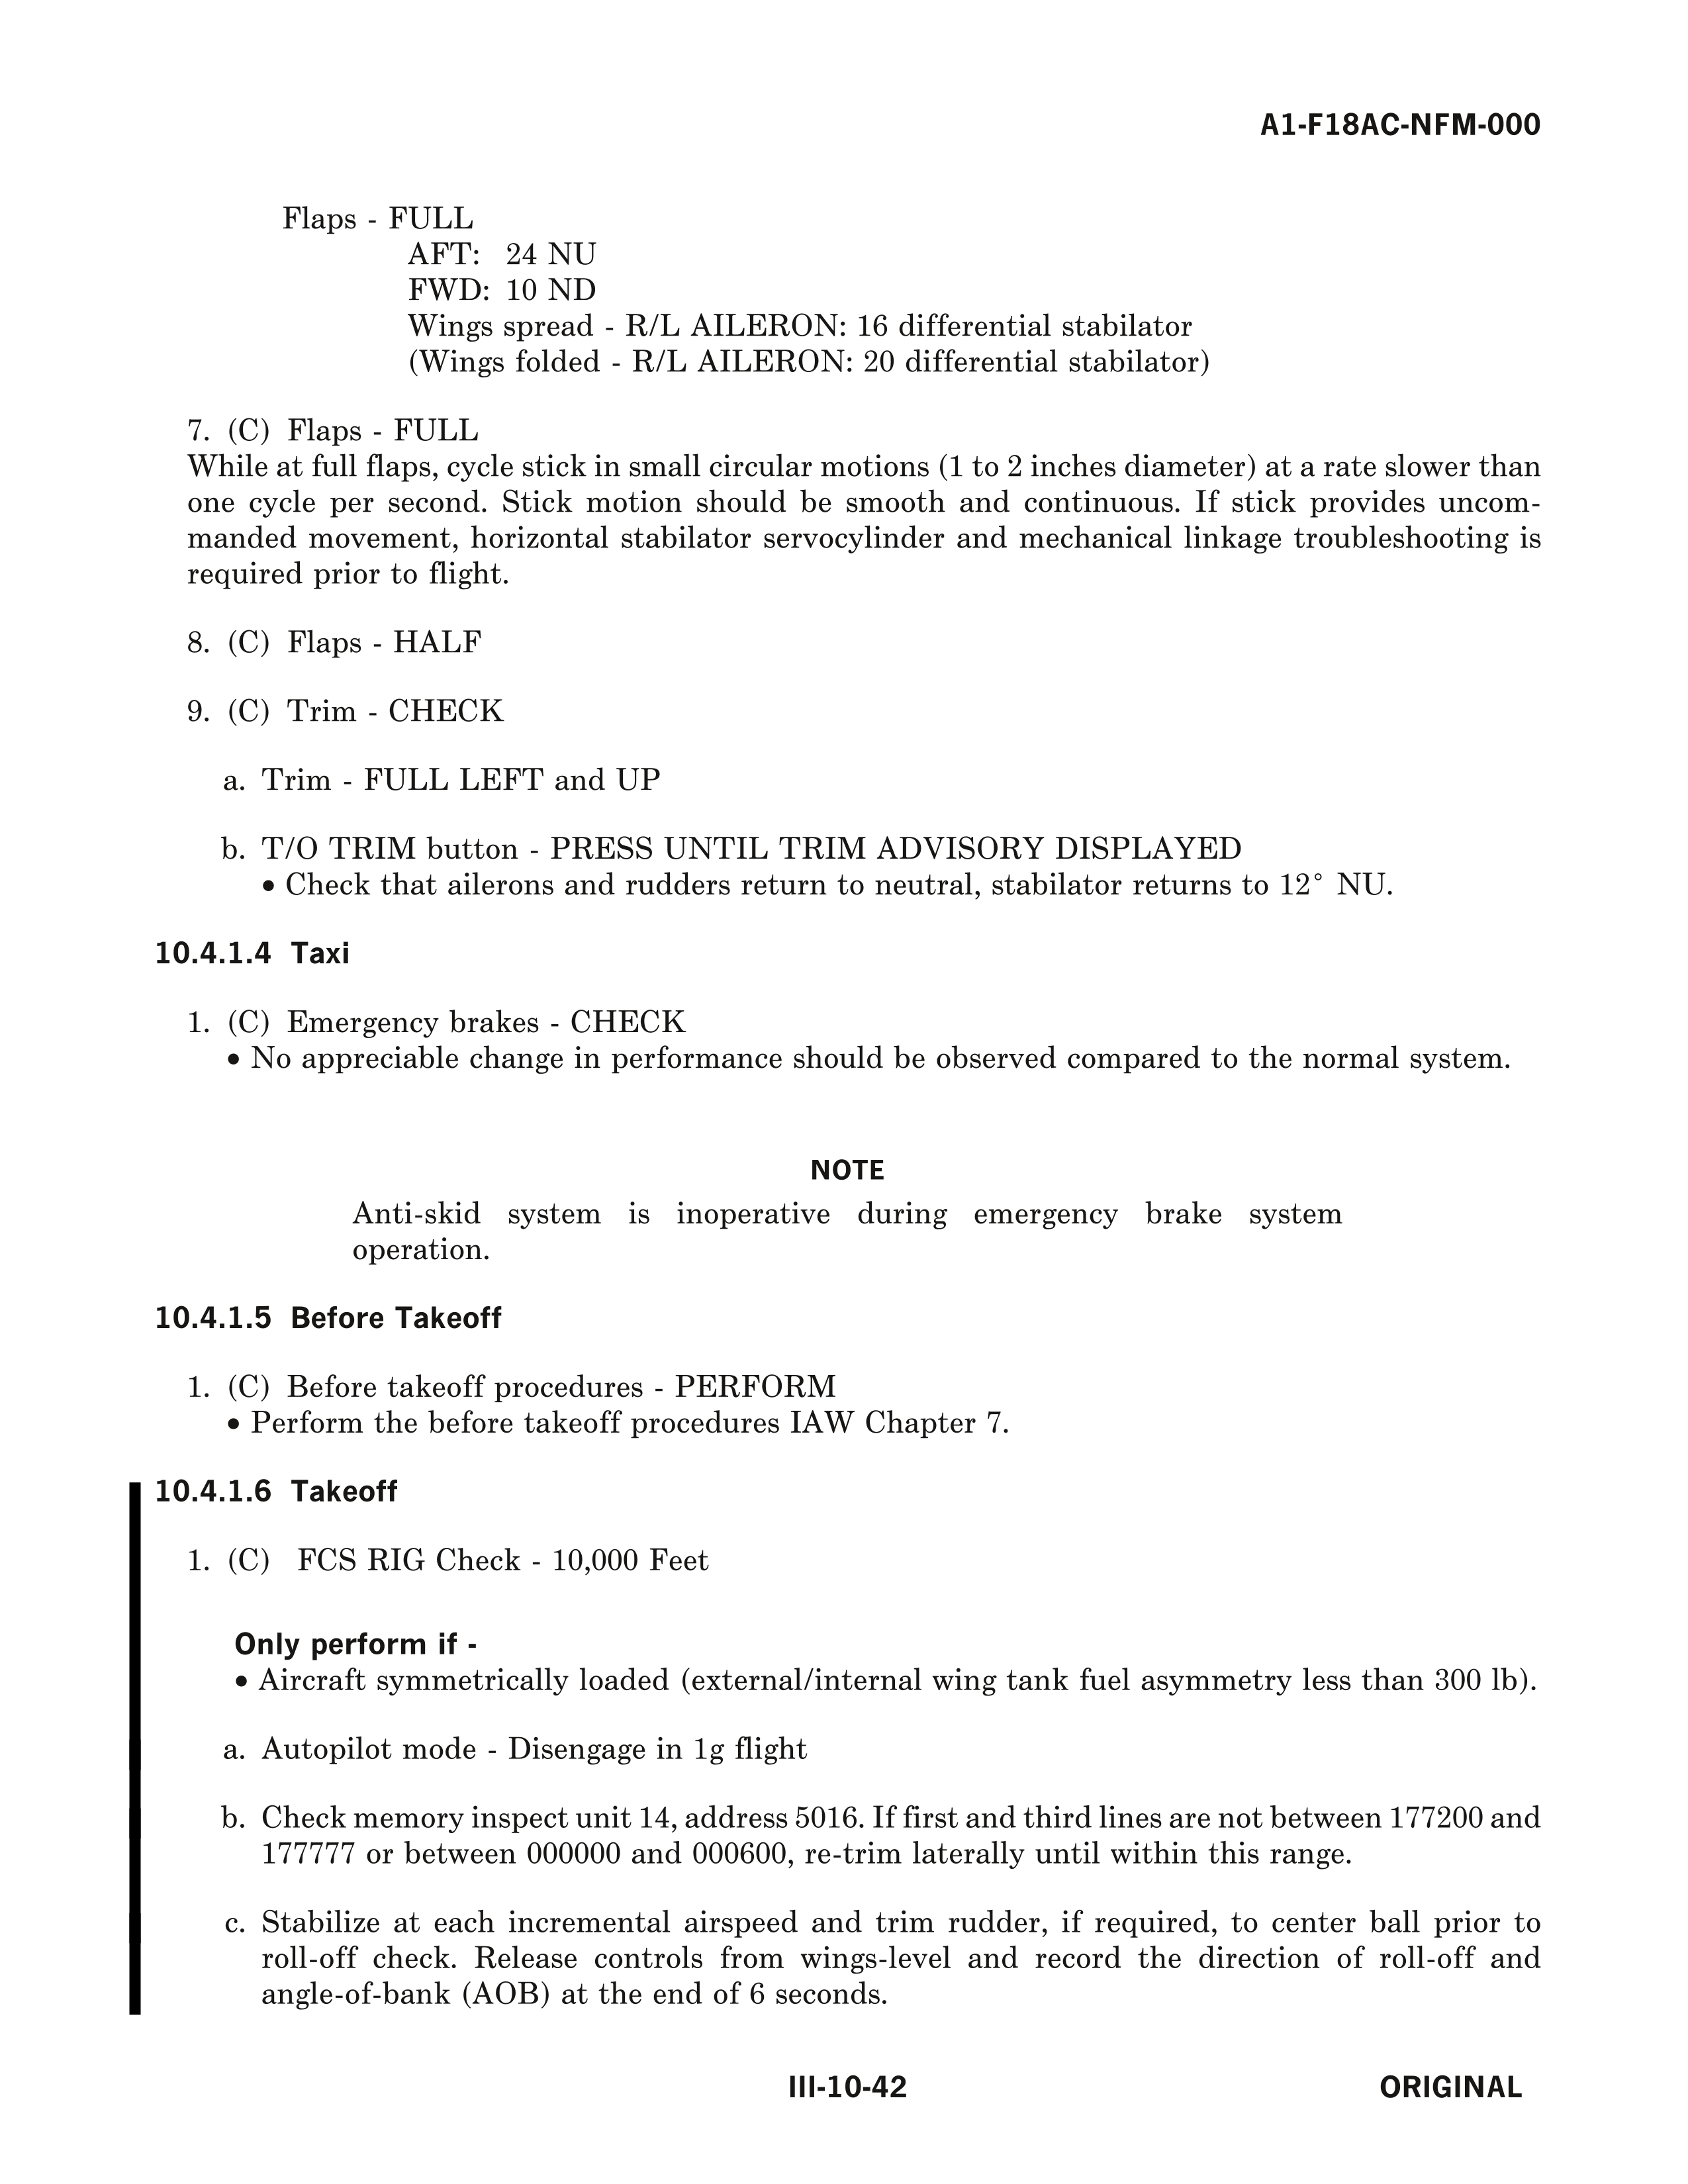 A1-F18AC-NFM-000
Flaps - FULL
AFT: 24 NU
FWD: 10 ND
Wings spread - R/L AILERON: 16 differential stabilator
(Wings folded - R/L AILERON: 20 differential stabilator)
7. (C) Flaps - FULL
While at full flaps, cycle stick in small circular motions (1 to 2 inches diameter) at a rate slower than
one cycle per second. Stick motion should be smooth and continuous. If stick provides uncom-
manded movement, horizontal stabilator servocylinder and mechanical linkage troubleshooting is
required prior to flight.
8. (C) Flaps - HALF
9. (C) Trim - CHECK
a. Trim - FULL LEFT and UP
b. T/O TRIM button - PRESS UNTIL TRIM ADVISORY DISPLAYED
• Check that ailerons and rudders return to neutral, stabilator returns to 12° NU.
10.4.1.4 Taxi
1. (C) Emergency brakes - CHECK
• No appreciable change in performance should be observed compared to the normal system.
NOTE
Anti-skid system is inoperative during emergency brake system
operation.
10.4.1.5 Before Takeoff
1. (C) Before takeoff procedures - PERFORM
• Perform the before takeoff procedures IAW Chapter 7.
10.4.1.6 Takeoff
1. (C) FCS RIG Check - 10,000 Feet
Only perform if -
• Aircraft symmetrically loaded (external/internal wing tank fuel asymmetry less than 300 lb).
a. Autopilot mode - Disengage in 1g flight
b. Check memory inspect unit 14, address 5016. If first and third lines are not between 177200 and
177777 or between 000000 and 000600, re-trim laterally until within this range.
c. Stabilize at each incremental airspeed and trim rudder, if required, to center ball prior to
roll-off check. Release controls from wings-level and record the direction of roll-off and
angle-of-bank (AOB) at the end of 6 seconds.
III-10-42
ORIGINAL